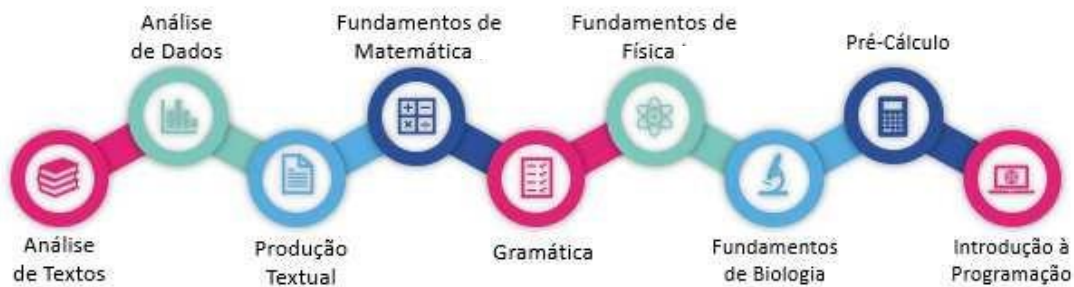 Análise
de Dados
Fundamentos de
Matemática
Fundamentos de
Física
Pré-Cálculo
Análise
de Textos
Produção
Textual
Gramática
Fundamentos
de Biologia
Introdução à
Programação